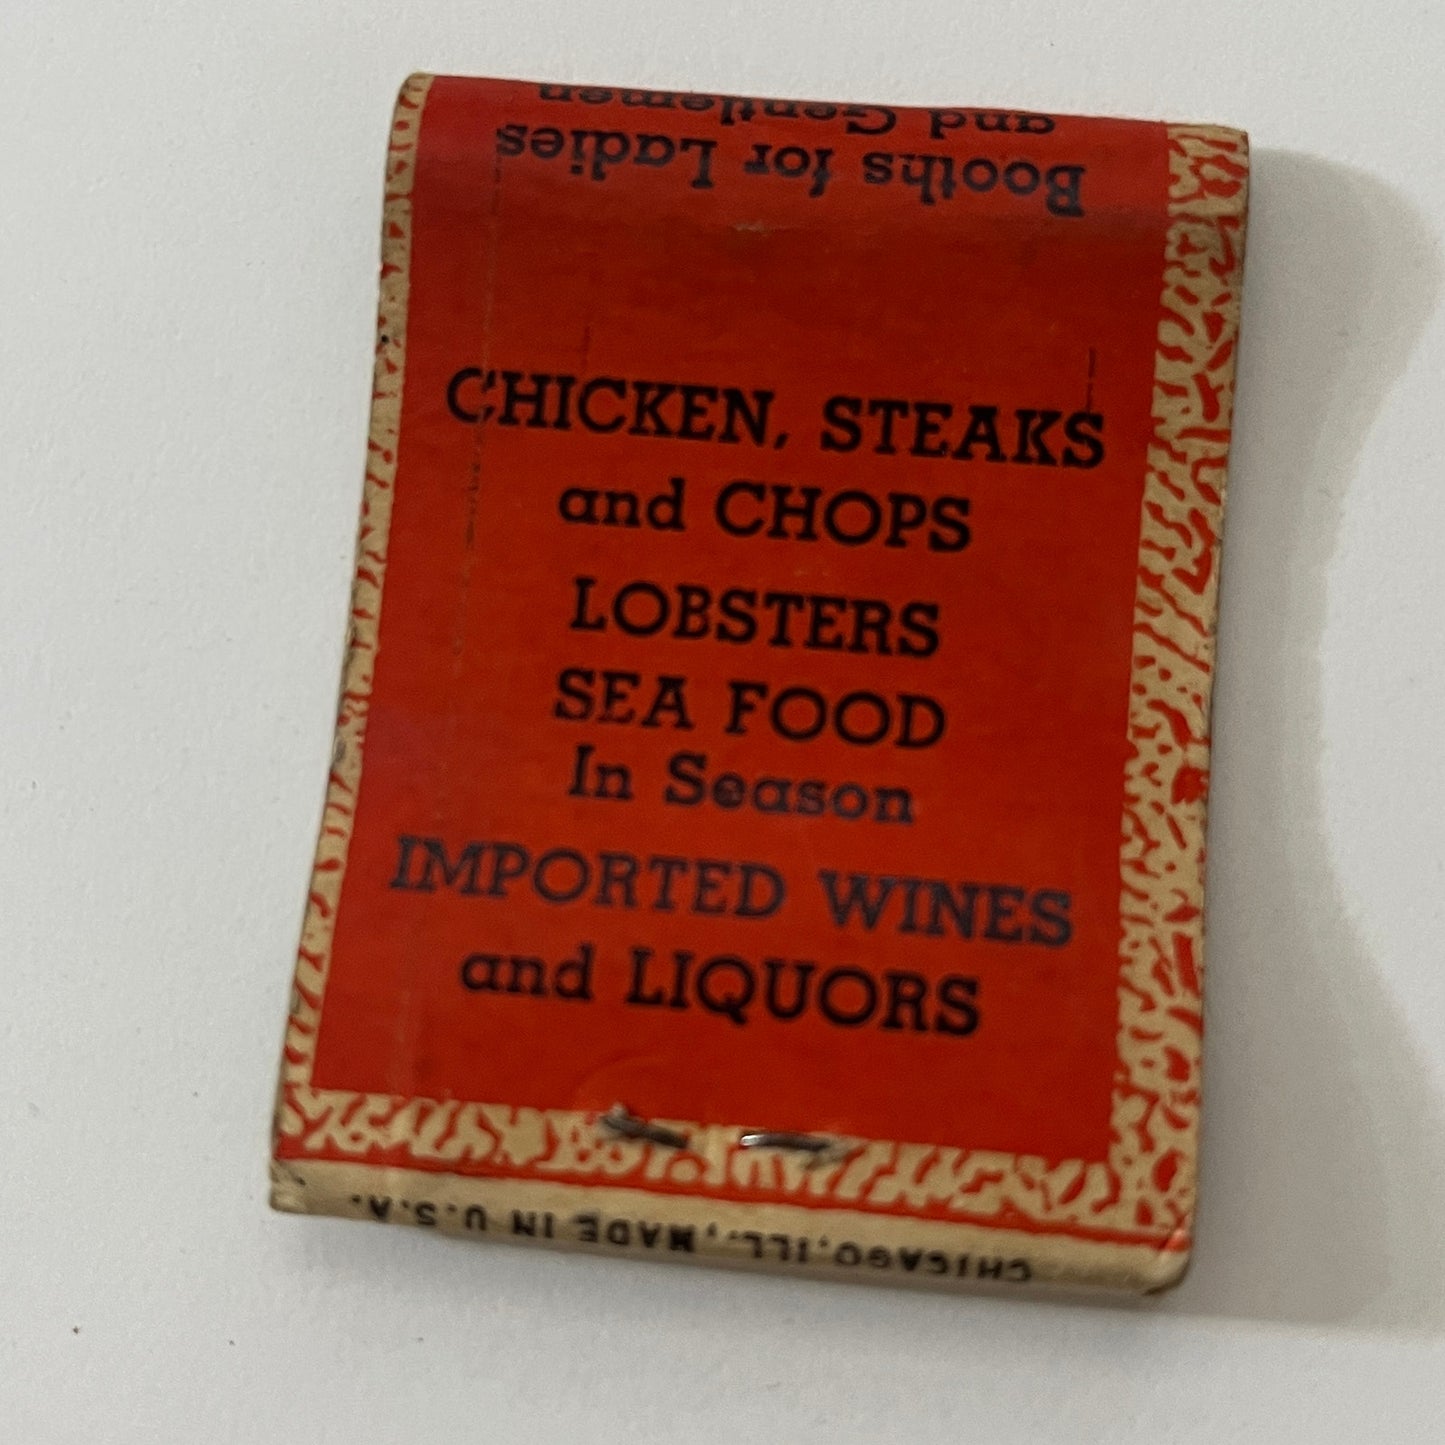 Booths for Ladies
and Gentlemen
CHICKEN, STEAKS
and CHOPS
LOBSTERS
SEA FOOD
In Season
IMPORTED WINES
and LIQUORS
CHICAGO, ILL., MADE IN U.S.A.